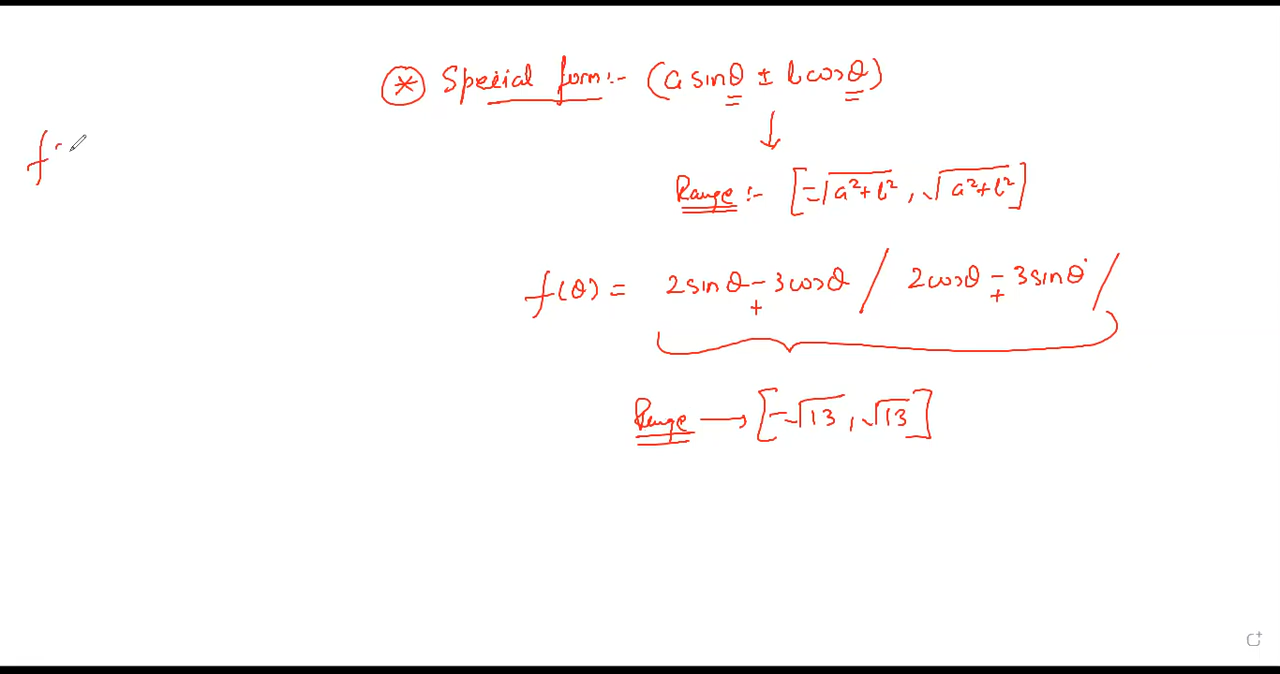 * Special form :- (a sinθ ± b cosθ)
f
Range :- [-√a²+b², √a²+b²]
f(θ) = 2sinθ - 3cosθ / 2cosθ - 3sinθ /
+ +
Range → [-√13, √13]